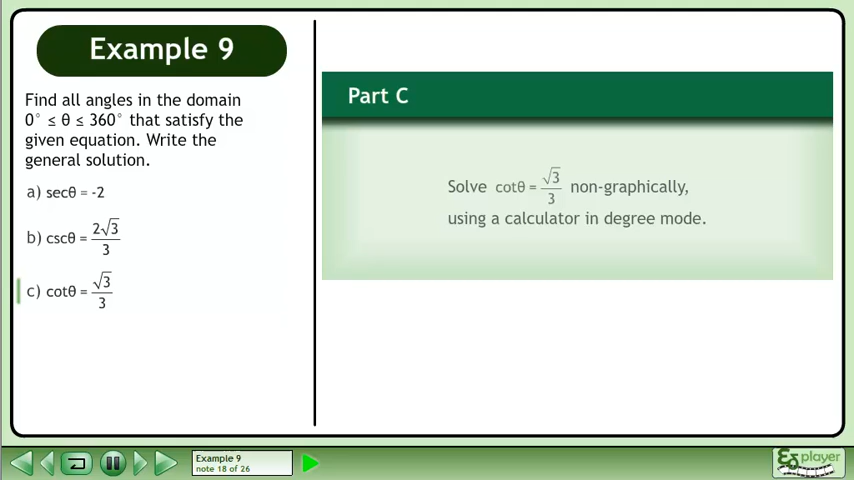 Example 9
Find all angles in the domain
0° ≤ θ ≤ 360° that satisfy the
given equation. Write the
general solution.
a) secθ = -2
b) cscθ = 2√3/3
c) cotθ = √3/3
Part C
Solve cotθ = √3/3 non-graphically,
using a calculator in degree mode.
Example 9
note 18 of 26
player